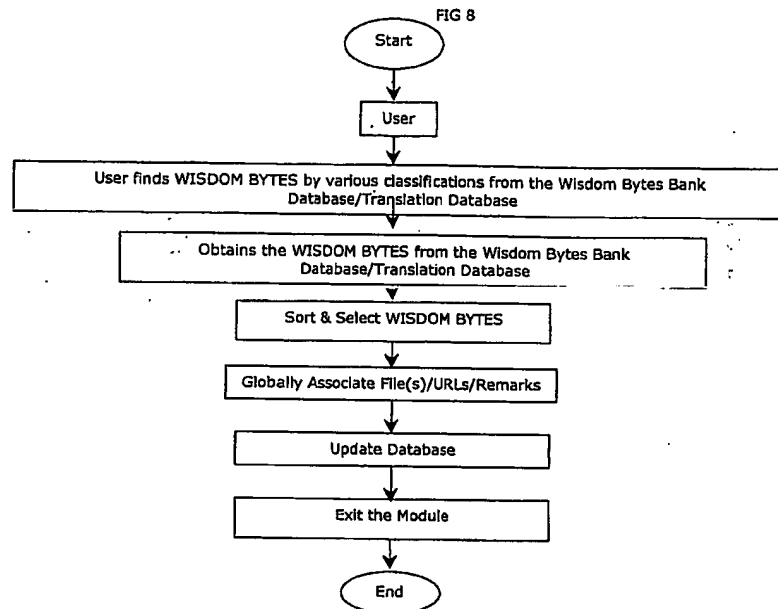 FIG 8
Start
User
User finds WISDOM BYTES by various classifications from the Wisdom Bytes Bank
Database/Translation Database
Obtains the WISDOM BYTES from the Wisdom Bytes Bank
Database/Translation Database
Sort & Select WISDOM BYTES
Globally Associate File(s)/URLs/Remarks
Update Database
Exit the Module
End